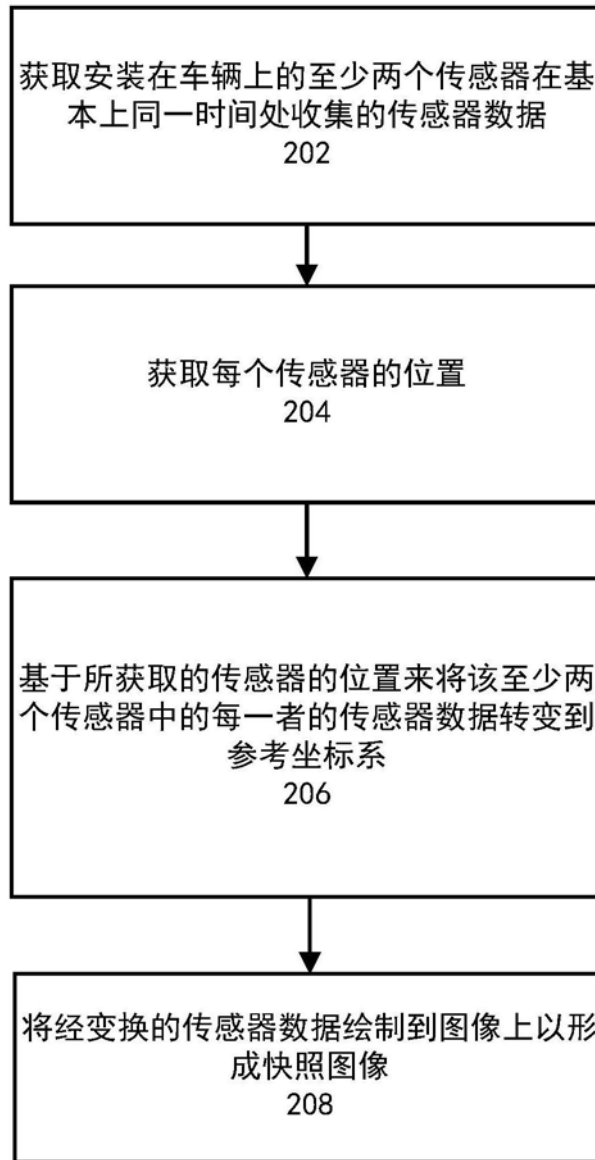 获取安装在车辆上的至少两个传感器在基
本上同一时间处收集的传感器数据
202
获取每个传感器的位置
204
基于所获取的传感器的位置来将该至少两
个传感器中的每一者的传感器数据转变到
参考坐标系
206
将经变换的传感器数据绘制到图像上以形
成快照图像
208